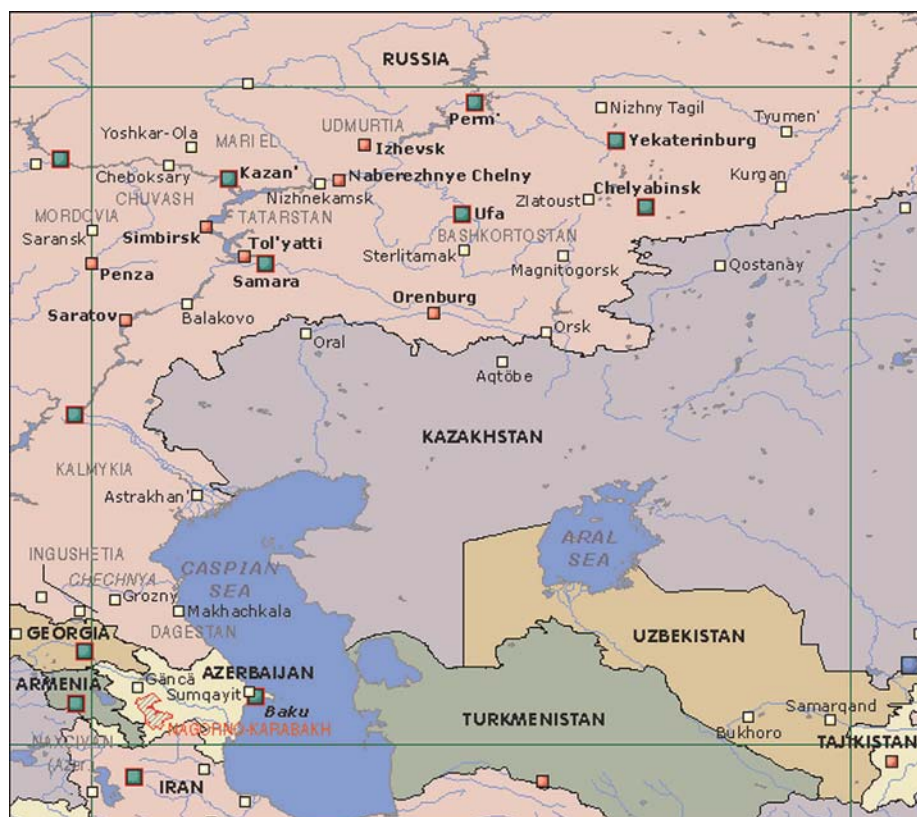 RUSSIA
Perm'
Nizhny Tagil
Tyumen'
Yoshkar-Ola
MARI EL
UDMURTIA
Izhevsk
Yekaterinburg
Cheboksary
Kazan'
Naberezhnye Chelny
Kurgan
CHUVASH
Nizhnekamsk
Zlatoust
Chelyabinsk
MORDOVIA
TATARSTAN
Ufa
Saransk
Simbirsk
BASHKORTOSTAN
Tol'yatti
Sterlitamak
Penza
Samara
Magnitogorsk
Qostanay
Orenburg
Saratov
Balakovo
Oral
Orsk
Aqtöbe
KAZAKHSTAN
KALMYKIA
Astrakhan'
ARAL
SEA
INGUSHETIA
CASPIAN
SEA
CHECHNYA
Grozny
Makhachkala
GEORGIA
DAGESTAN
UZBEKISTAN
AZERBAIJAN
ARMENIA
Gäncä
Sumqayit
Baku
TURKMENISTAN
Samarqand
NAGORNO-KARABAKH
Bukhoro
NAXCIVAN
(Azer.)
TAJIKISTAN
IRAN